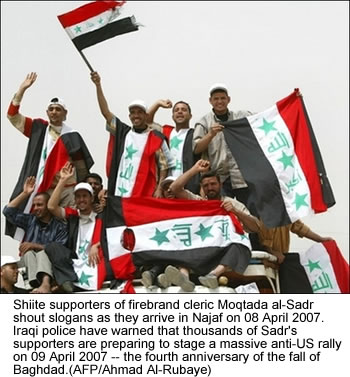 الله
Shiite supporters of firebrand cleric Moqtada al-Sadr
shout slogans as they arrive in Najaf on 08 April 2007.
Iraqi police have warned that thousands of Sadr's
supporters are preparing to stage a massive anti-US rally
on 09 April 2007 -- the fourth anniversary of the fall of
Baghdad.(AFP/Ahmad Al-Rubaye)